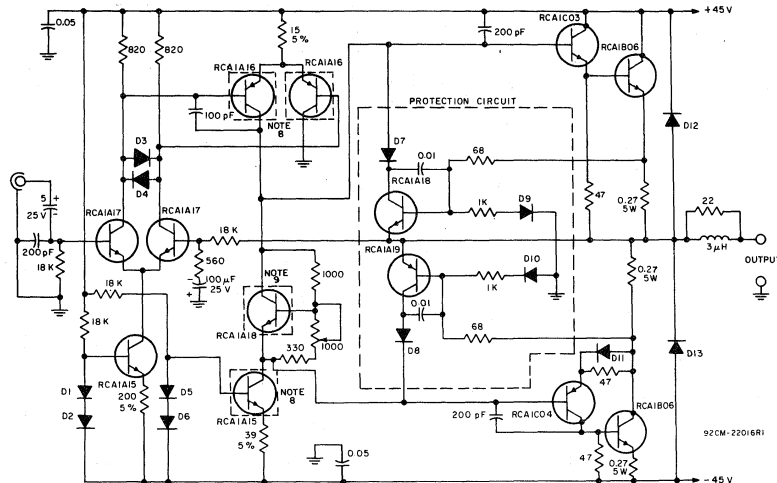 0.05
+45 V
820
820
15
5 %
RCA1A16
RCA1A16
200 pF
RCA1C03
RCA1B06
100 pF
NOTE
8
PROTECTION CIRCUIT
D7
0.01
68
D12
D3
D4
RCA1A18
1K
D9
47
0.27
5W
22
5
25 V
+
-
RCA1A17
RCA1A17
18 K
3 μH
200 pF
18 K
560
100 μF
25 V
-
+
RCA1A19
D10
1K
OUTPUT
0.27
5W
18 K
NOTE
9
1000
0.01
18 K
RCA1A18
1000
68
330
D8
D11
D13
47
RCA1A15
200
5 %
D1
D2
D5
D6
NOTE
8
RCA1A15
39
5 %
200 pF
RCA1C04
RCA1B06
47
0.27
5W
92CM-22016R1
0.05
-45 V